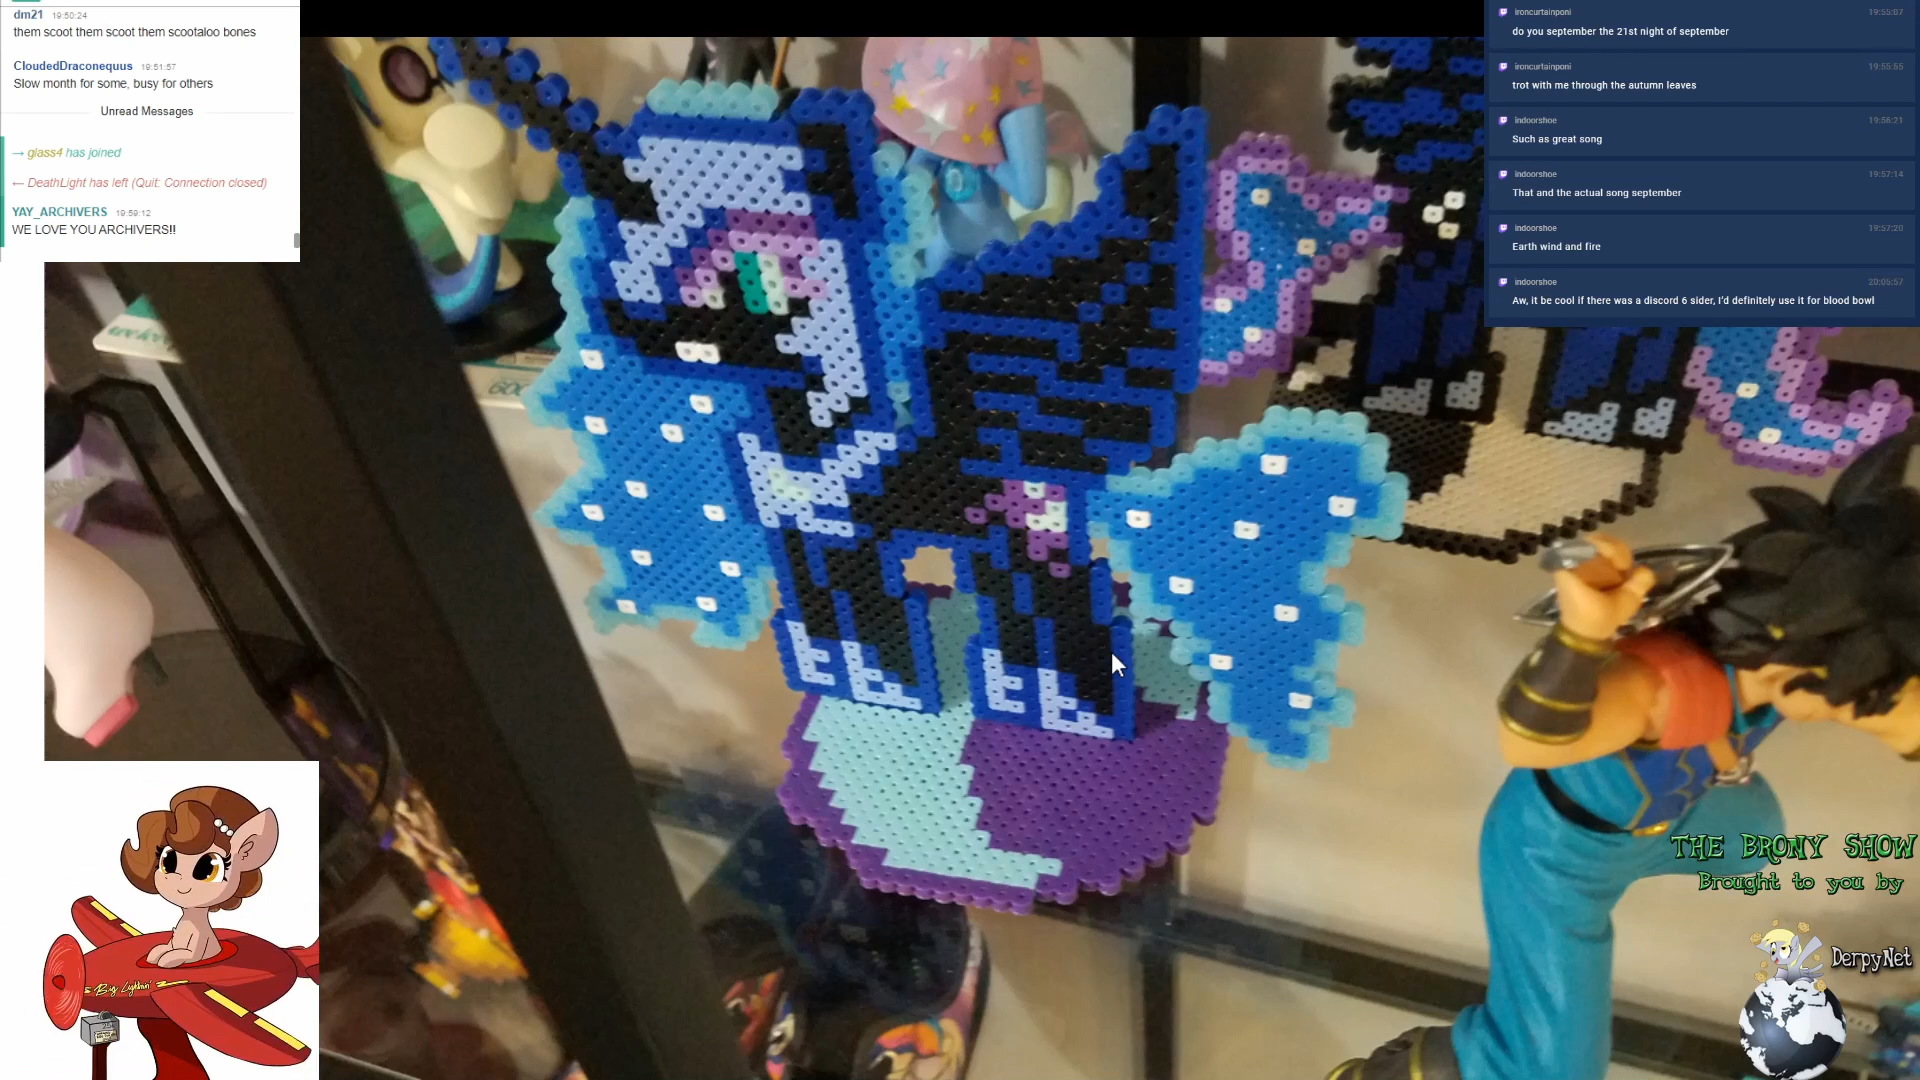 dm21 19:50:24
them scoot them scoot them scootaloo bones
CloudedDraconequus 19:51:57
Slow month for some, busy for others
Unread Messages
→ glass4 has joined
← DeathLight has left (Quit: Connection closed)
YAY_ARCHIVERS 19:59:12
WE LOVE YOU ARCHIVERS!!
ironcurtainponi 19:55:07
do you september the 21st night of september
ironcurtainponi 19:55:55
trot with me through the autumn leaves
indoorshoe 19:56:21
Such as great song
indoorshoe 19:57:14
That and the actual song september
indoorshoe 19:57:20
Earth wind and fire
indoorshoe 20:05:57
Aw, it be cool if there was a discord 6 sider, I'd definitely use it for blood bowl
Big Lightnin'
THE BRONY SHOW
Brought to you by
DerpyNet